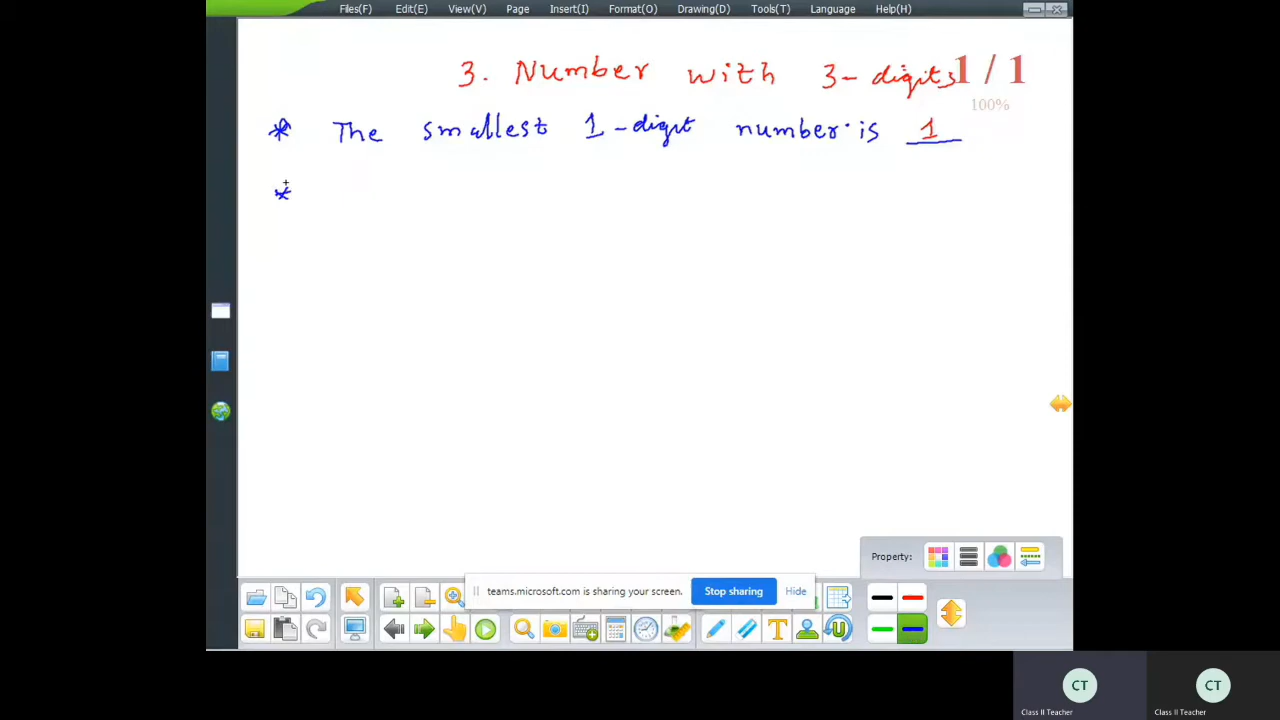 Files(F) Edit(E) View(V) Page Insert(I) Format(O) Drawing(D) Tools(T) Language Help(H)
3. Number with 3-digits
1 / 1
100%
* The smallest 1-digit number is 1
*
Property:
teams.microsoft.com is sharing your screen. Stop sharing Hide
CT CT
Class II Teacher Class II Teacher